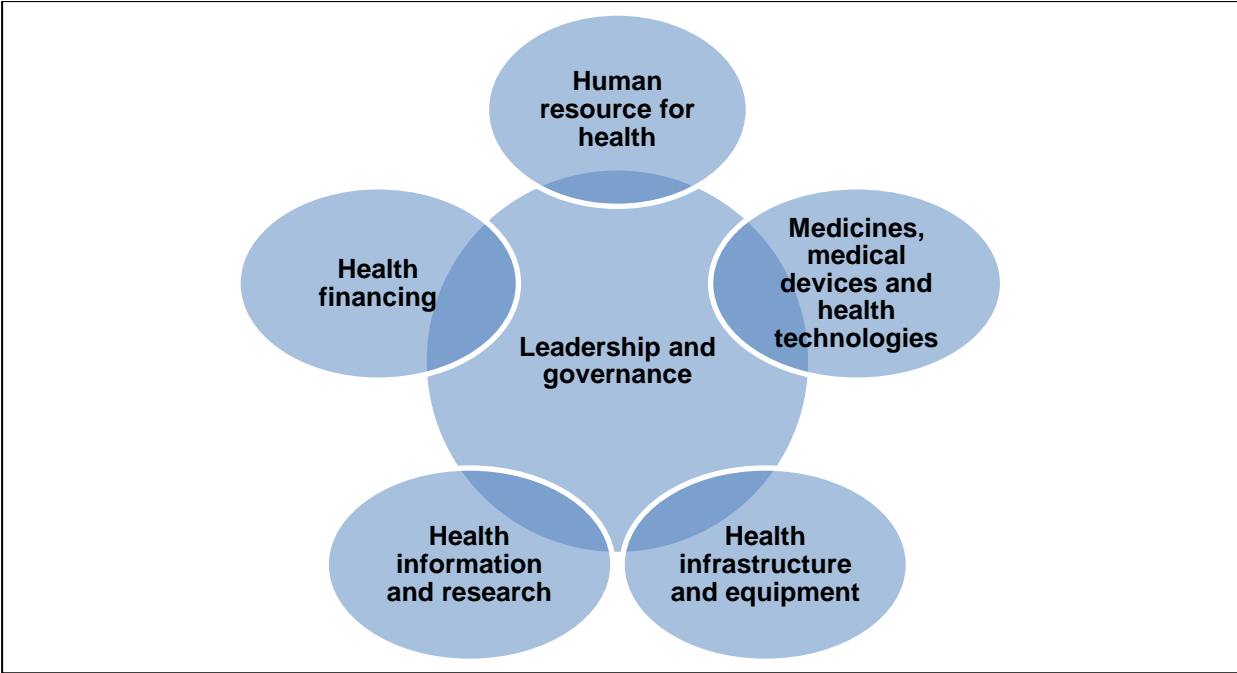 Human
resource for
health
Medicines,
medical
devices and
health
technologies
Health
financing
Leadership and
governance
Health
information
and research
Health
infrastructure
and equipment